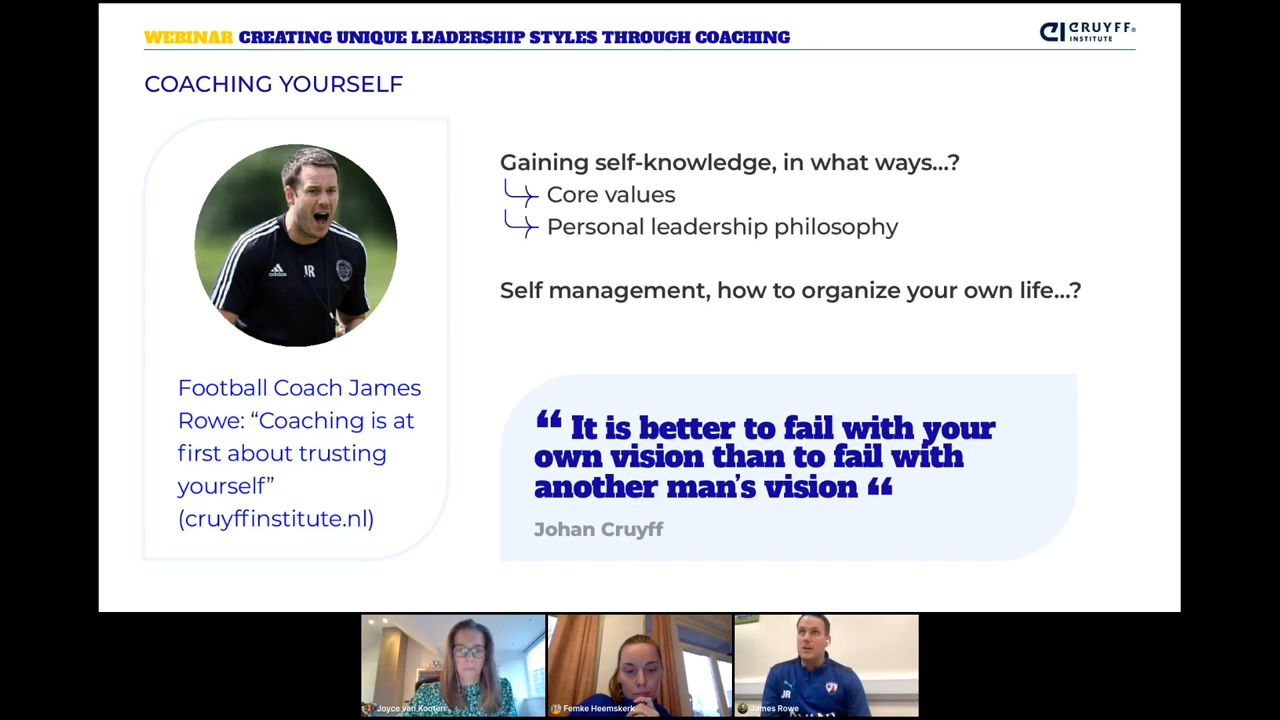 WEBINAR CREATING UNIQUE LEADERSHIP STYLES THROUGH COACHING
CRUYFF®
INSTITUTE
COACHING YOURSELF
adidas
JR
Football Coach James
Rowe: “Coaching is at
first about trusting
yourself”
(cruyffinstitute.nl)
Gaining self-knowledge, in what ways...?
Core values
Personal leadership philosophy
Self management, how to organize your own life...?
“ It is better to fail with your
own vision than to fail with
another man’s vision “
Johan Cruyff
Joyce van Kooten
Femke Heemskerk
JR
James Rowe